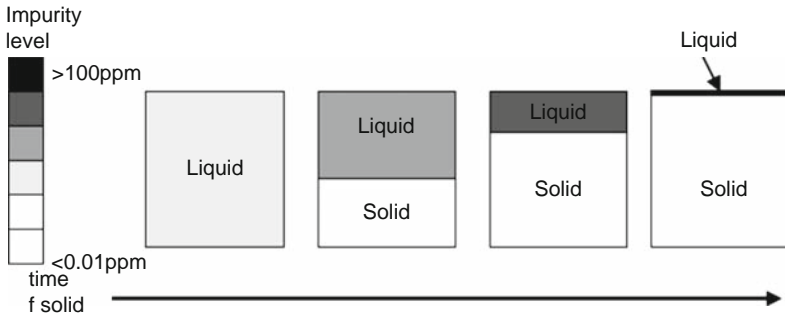 Impurity
level
>100ppm
<0.01ppm
time
f solid
Liquid
Liquid
Solid
Liquid
Solid
Liquid
Solid